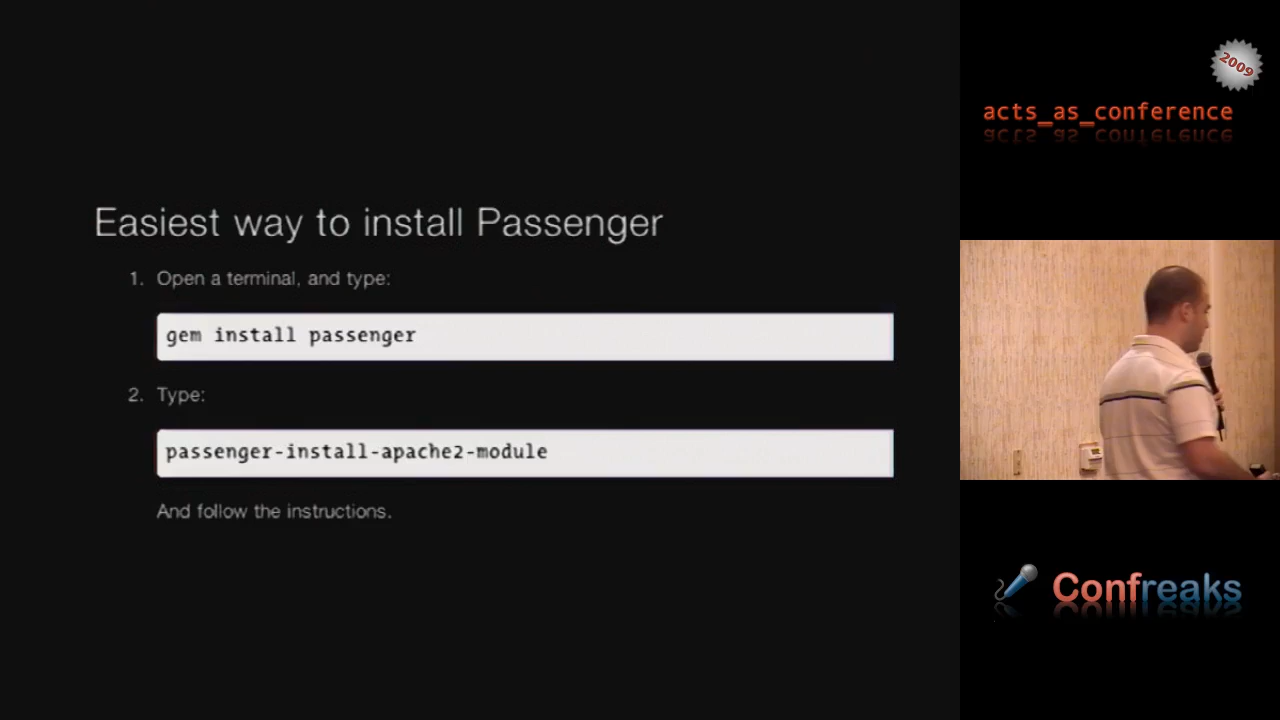 Easiest way to install Passenger
1. Open a terminal, and type:
gem install passenger
2. Type:
passenger-install-apache2-module
And follow the instructions.
2009
acts_as_conference
Confreaks